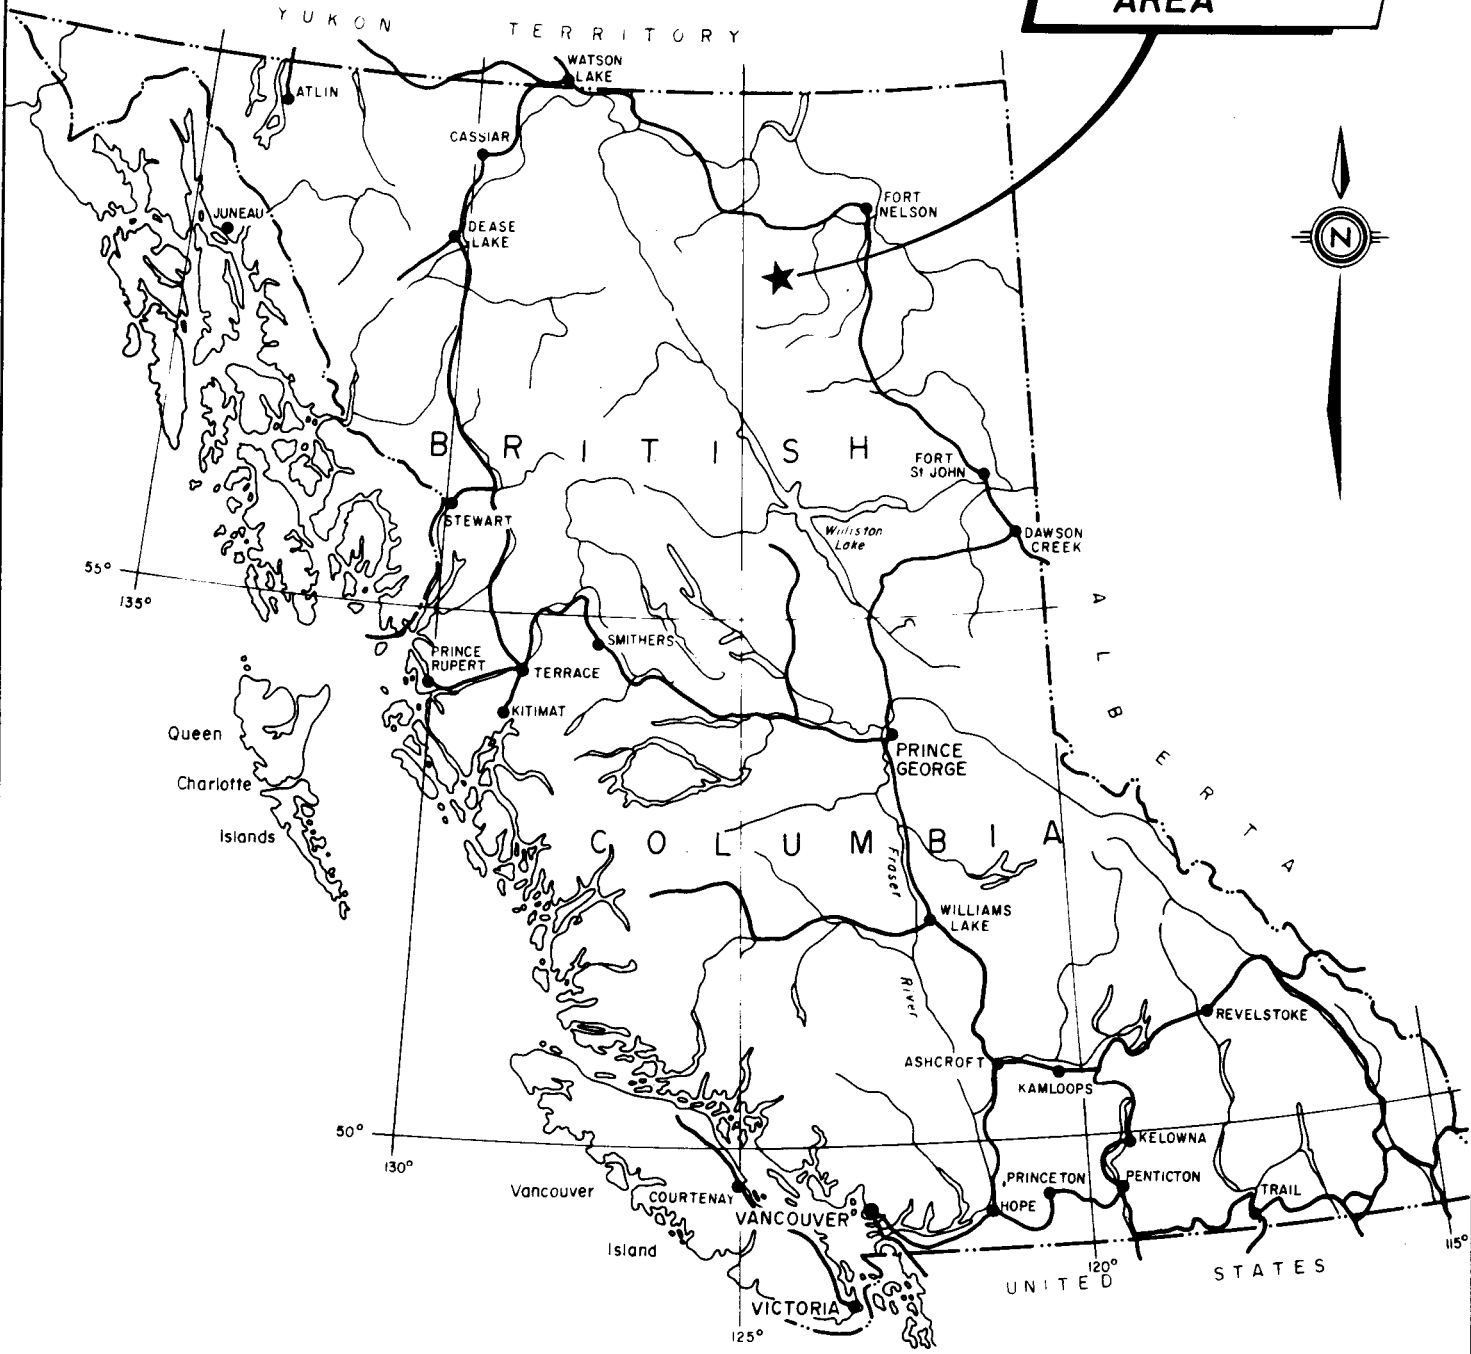 AREA
YUKON TERRITORY
WATSON
LAKE
ATLIN
CASSIAR
N
FORT
NELSON
JUNEAU
DEASE
LAKE
BRITISH
FORT
St JOHN
STEWART
Williston
Lake
DAWSON
CREEK
55°
135°
ALBERTA
SMITHERS
PRINCE
RUPERT
TERRACE
KITIMAT
Queen
Charlotte
Islands
PRINCE
GEORGE
COLUMBIA
Fraser
River
WILLIAMS
LAKE
REVELSTOKE
ASHCROFT
KAMLOOPS
50°
130°
KELOWNA
PRINCETON
PENTICTON
TRAIL
HOPE
Vancouver
Island
COURTENAY
VANCOUVER
VICTORIA
125°
120°
115°
UNITED STATES